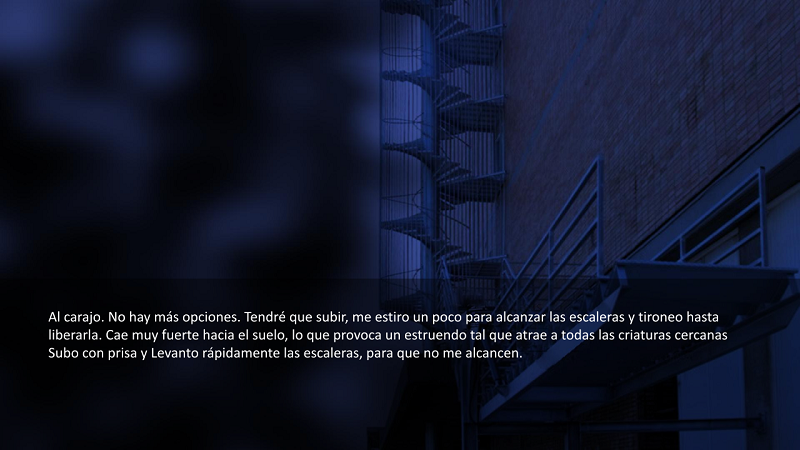 Al carajo. No hay más opciones. Tendré que subir, me estiro un poco para alcanzar las escaleras y tironeo hasta
liberarla. Cae muy fuerte hacia el suelo, lo que provoca un estruendo tal que atrae a todas las criaturas cercanas
Subo con prisa y Levanto rápidamente las escaleras, para que no me alcancen.